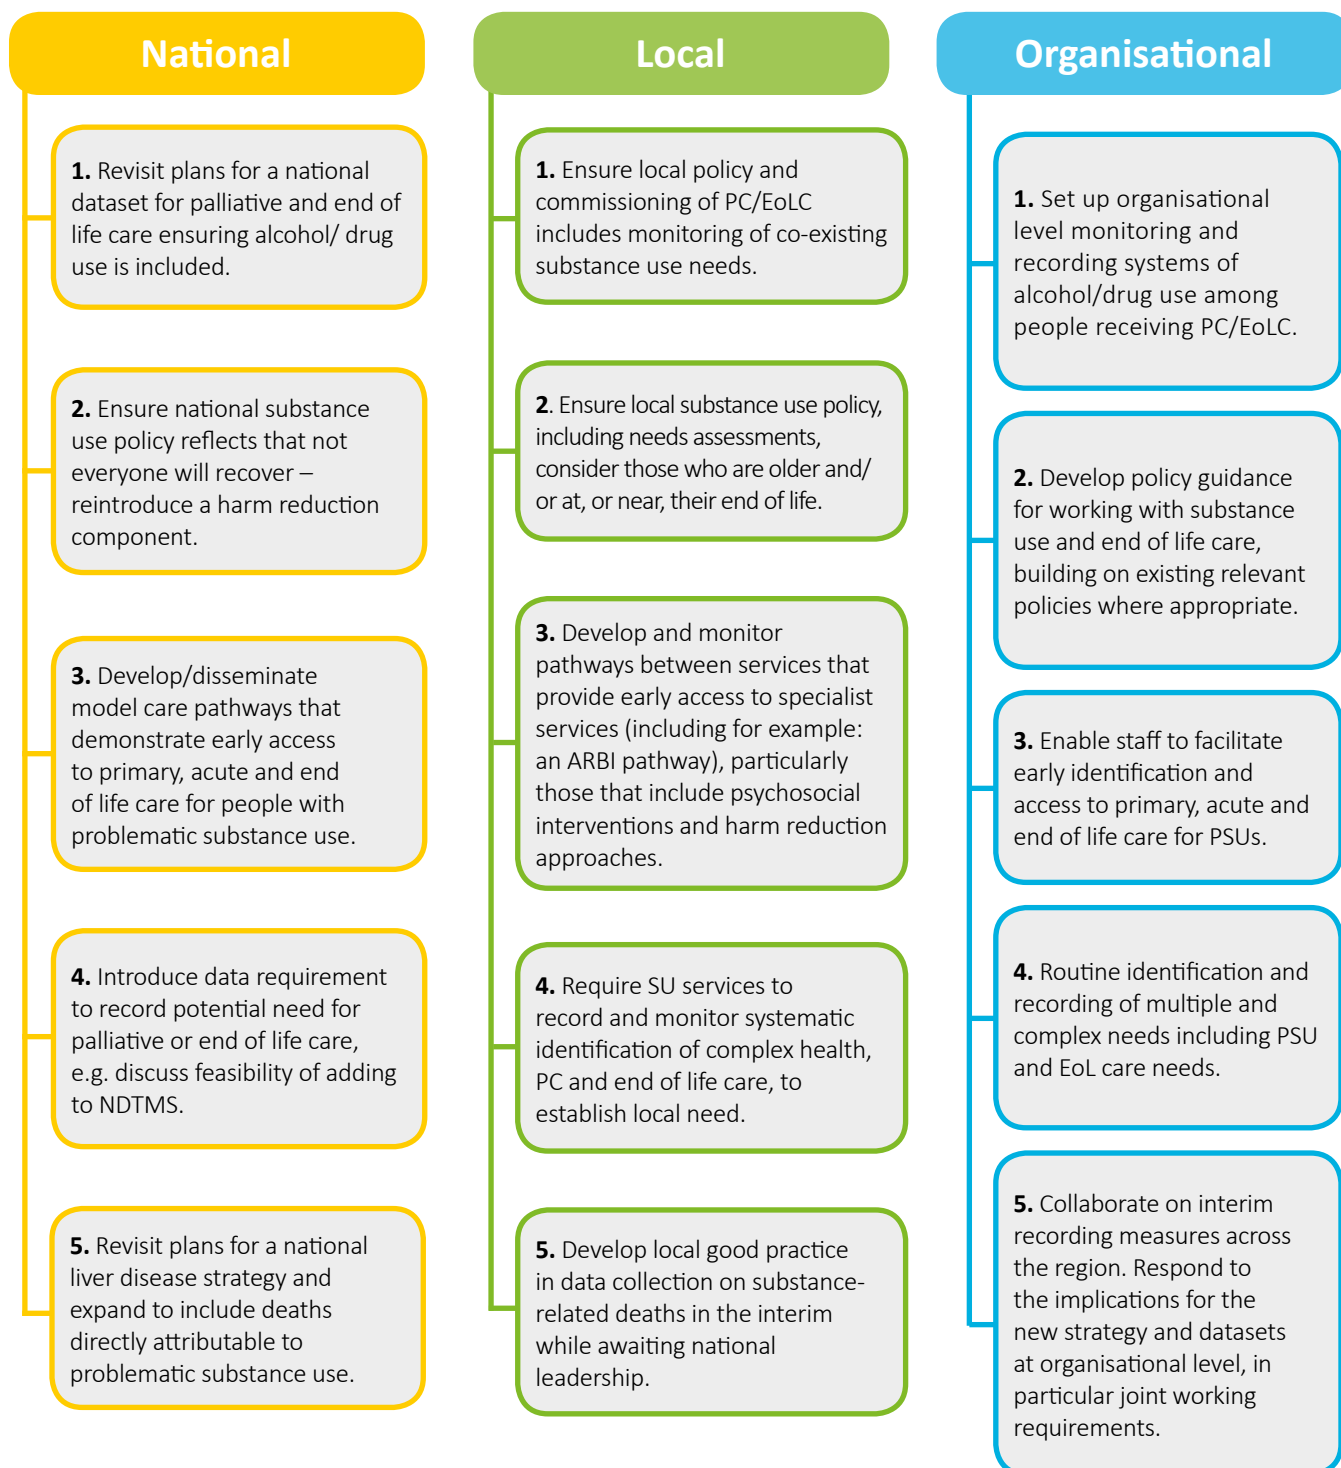 National
1. Revisit plans for a national
dataset for palliative and end of
life care ensuring alcohol/ drug
use is included.
2. Ensure national substance
use policy reflects that not
everyone will recover –
reintroduce a harm reduction
component.
3. Develop/disseminate
model care pathways that
demonstrate early access
to primary, acute and end
of life care for people with
problematic substance use.
4. Introduce data requirement
to record potential need for
palliative or end of life care,
e.g. discuss feasibility of adding
to NDTMS.
5. Revisit plans for a national
liver disease strategy and
expand to include deaths
directly attributable to
problematic substance use.
Local
1. Ensure local policy and
commissioning of PC/EoLC
includes monitoring of co-existing
substance use needs.
2. Ensure local substance use policy,
including needs assessments,
consider those who are older and/
or at, or near, their end of life.
3. Develop and monitor
pathways between services that
provide early access to specialist
services (including for example:
an ARBI pathway), particularly
those that include psychosocial
interventions and harm reduction
approaches.
4. Require SU services to
record and monitor systematic
identification of complex health,
PC and end of life care, to
establish local need.
5. Develop local good practice
in data collection on substance-
related deaths in the interim
while awaiting national
leadership.
Organisational
1. Set up organisational
level monitoring and
recording systems of
alcohol/drug use among
people receiving PC/EoLC.
2. Develop policy guidance
for working with substance
use and end of life care,
building on existing relevant
policies where appropriate.
3. Enable staff to facilitate
early identification and
access to primary, acute and
end of life care for PSUs.
4. Routine identification and
recording of multiple and
complex needs including PSU
and EoL care needs.
5. Collaborate on interim
recording measures across
the region. Respond to
the implications for the
new strategy and datasets
at organisational level, in
particular joint working
requirements.